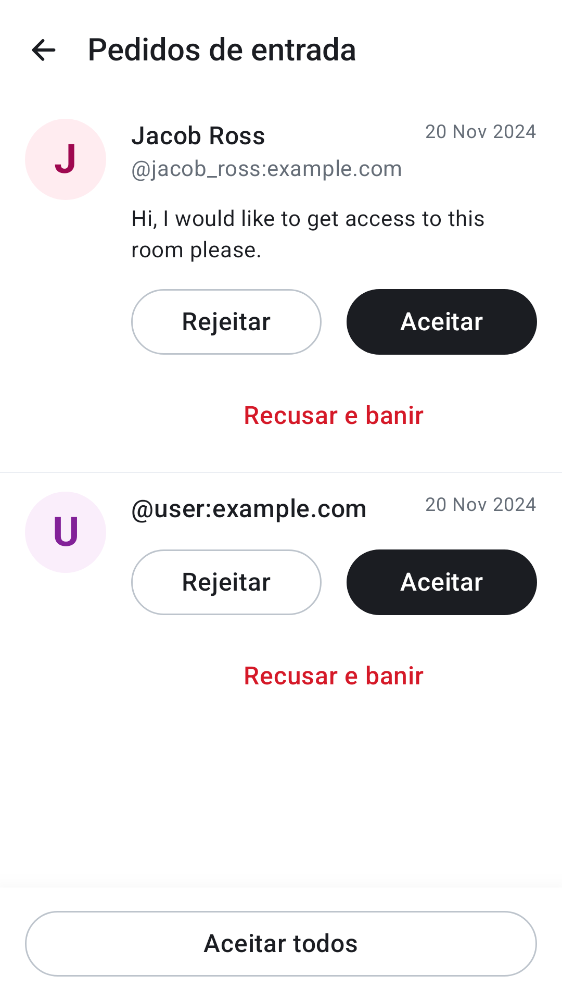 Pedidos de entrada
J
Jacob Ross
20 Nov 2024
@jacob_ross:example.com
Hi, I would like to get access to this
room please.
Rejeitar
Aceitar
Recusar e banir
U
@user:example.com
20 Nov 2024
Rejeitar
Aceitar
Recusar e banir
Aceitar todos